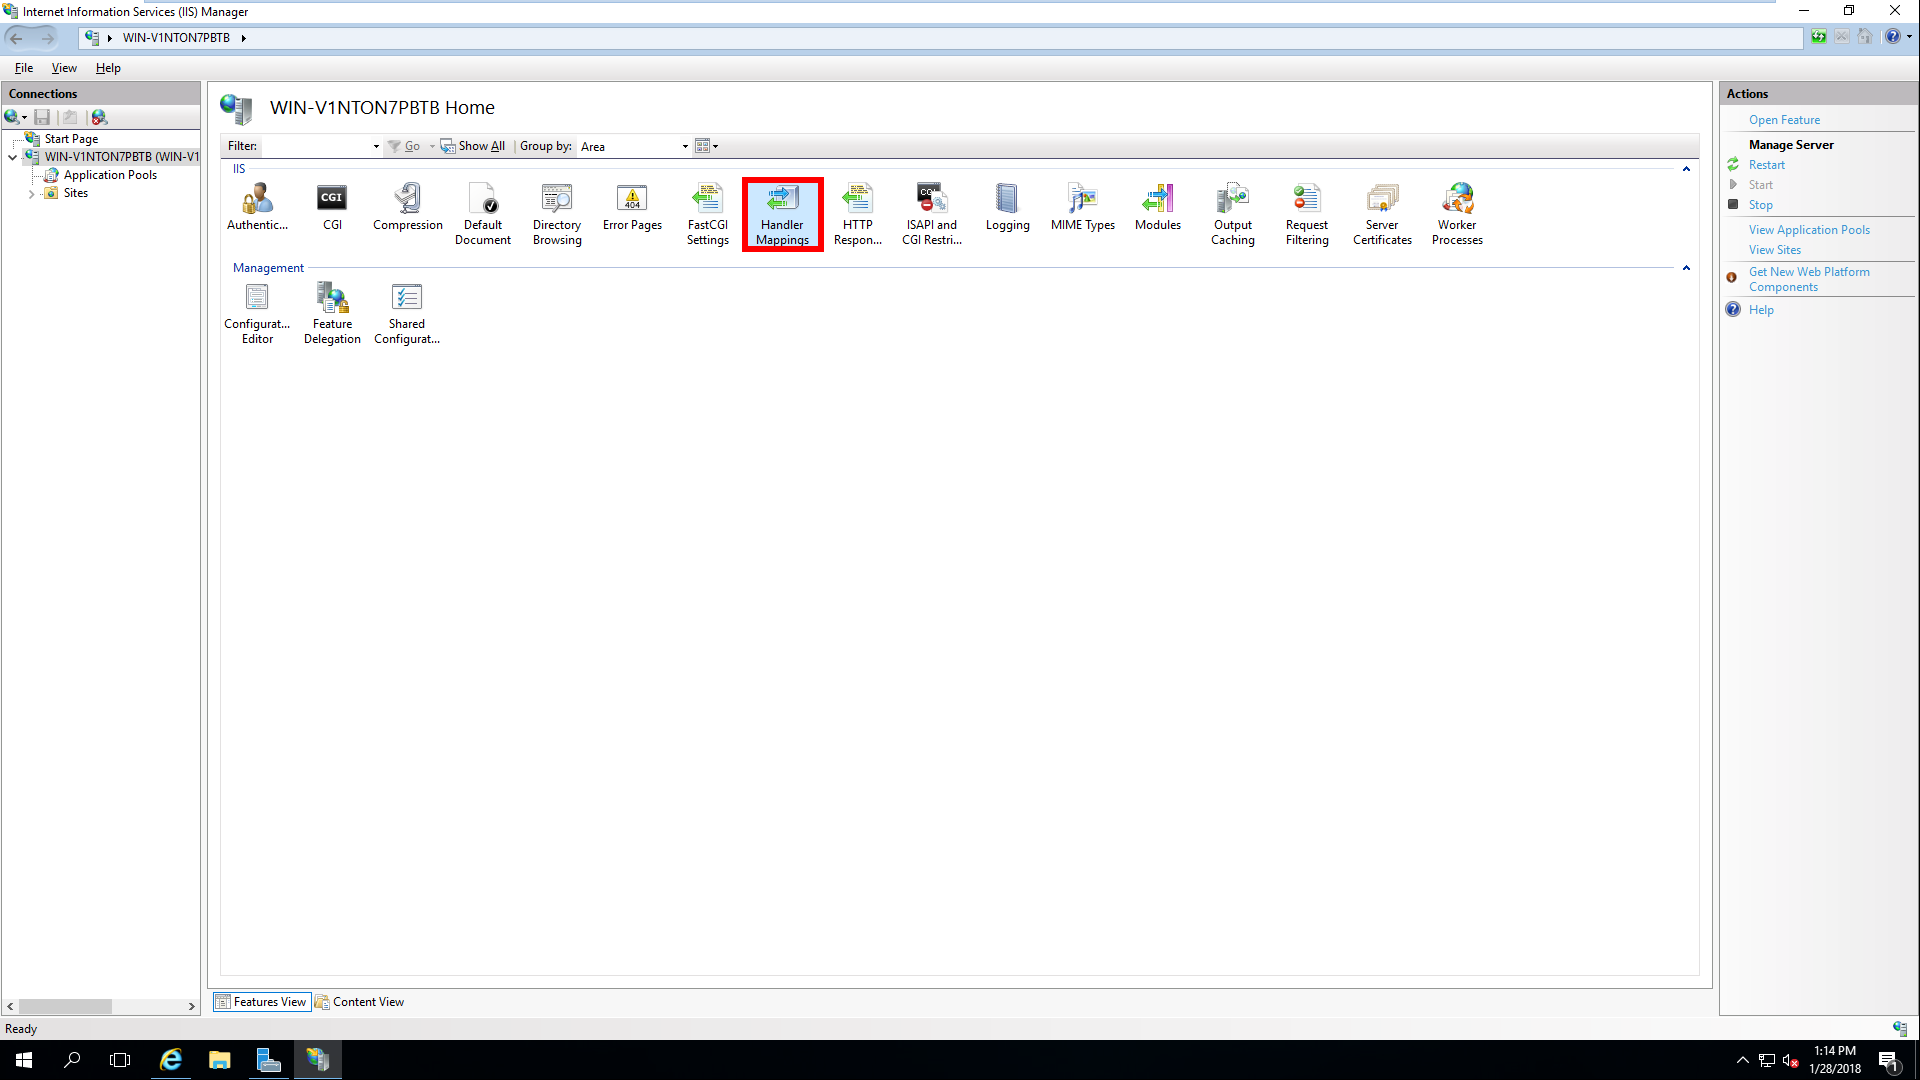 Internet Information Services (IIS) Manager
WIN-V1NTON7PBTB
File View Help
Connections
Start Page
WIN-V1NTON7PBTB (WIN-V1
Application Pools
Sites
WIN-V1NTON7PBTB Home
Filter: Go Show All Group by: Area
IIS
Authentic...
CGI
CGI
Compression
Default
Document
Directory
Browsing
404
Error Pages
FastCGI
Settings
Handler
Mappings
HTTP
Respon...
ISAPI and
CGI Restri...
Logging
MIME Types
Modules
Output
Caching
Request
Filtering
Server
Certificates
Worker
Processes
Management
Configurat...
Editor
Feature
Delegation
Shared
Configurat...
Features View
Content View
Actions
Open Feature
Manage Server
Restart
Start
Stop
View Application Pools
View Sites
Get New Web Platform
Components
Help
Ready
1:14 PM
1/28/2018
1